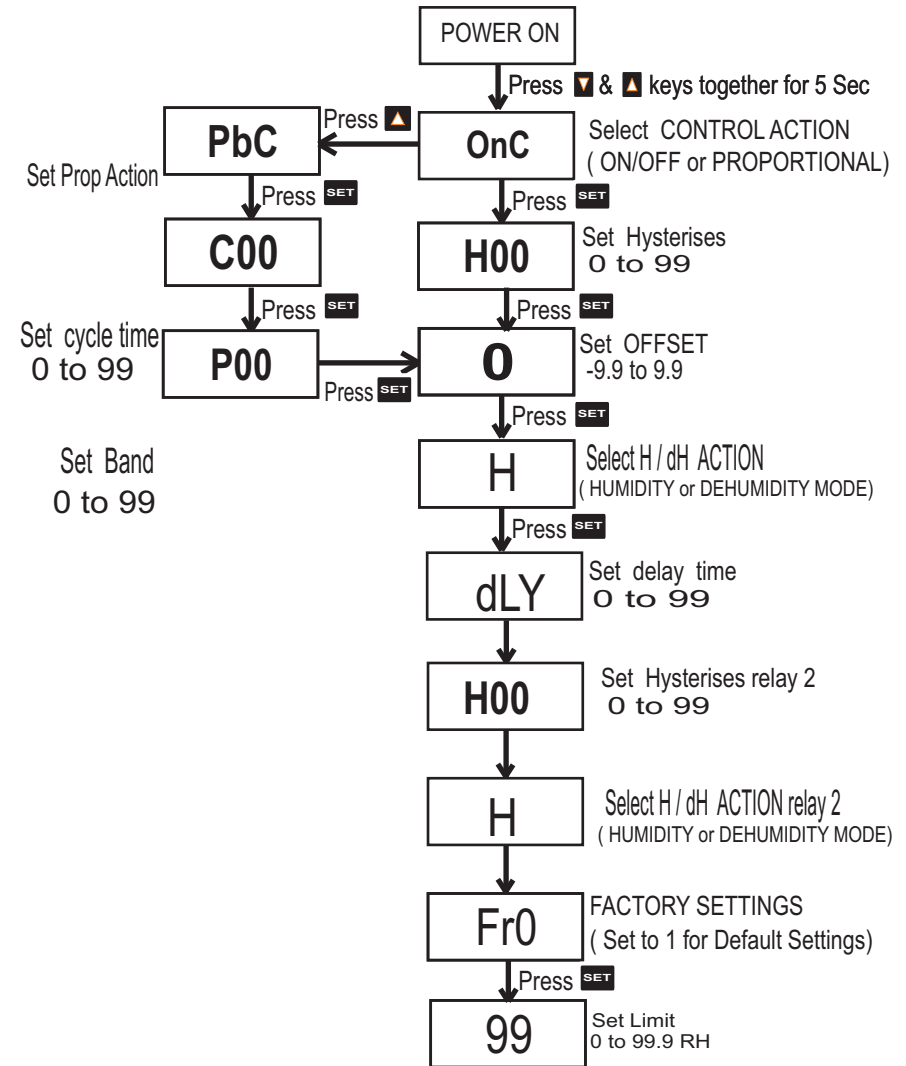 POWER ON
Press ▼ & ▲ keys together for 5 Sec
Press ▲
PbC
OnC
Select CONTROL ACTION
( ON/OFF or PROPORTIONAL)
Set Prop Action
Press SET
Press SET
C00
H00
Set Hysterises
0 to 99
Press SET
Press SET
Set cycle time
0 to 99
P00
Press SET
0
Set OFFSET
-9.9 to 9.9
Press SET
Set Band
0 to 99
H
Select H / dH ACTION
( HUMIDITY or DEHUMIDITY MODE)
Press SET
dLY
Set delay time
0 to 99
H00
Set Hysterises relay 2
0 to 99
H
Select H / dH ACTION relay 2
( HUMIDITY or DEHUMIDITY MODE)
Fr0
FACTORY SETTINGS
( Set to 1 for Default Settings)
Press SET
99
Set Limit
0 to 99.9 RH